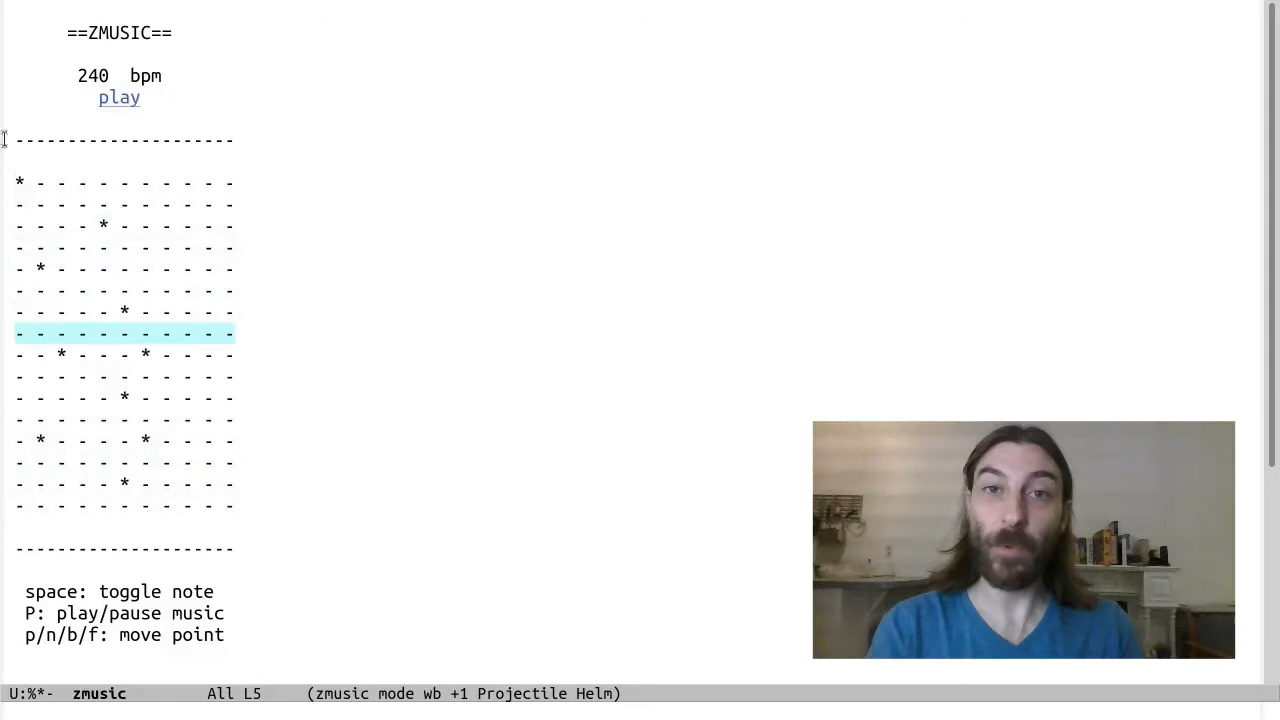 ==ZMUSIC==
240 bpm
play
---------------------
* - - - - - - - - - -
- - - - - - - - - - -
- - - - * - - - - - -
- - - - - - - - - - -
- * - - - - - - - - -
- - - - - - - - - - -
- - - - - * - - - - -
- - - - - - - - - - -
- - * - - - * - - - -
- - - - - - - - - - -
- - - - - * - - - - -
- - - - - - - - - - -
- * - - - - * - - - -
- - - - - - - - - - -
- - - - - * - - - - -
- - - - - - - - - - -
---------------------
space: toggle note
P: play/pause music
p/n/b/f: move point
U:%*- zmusic All L5 (zmusic mode wb +1 Projectile Helm)